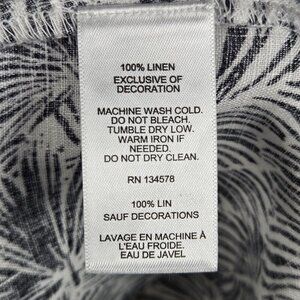 100% LINEN
EXCLUSIVE OF
DECORATION
MACHINE WASH COLD.
DO NOT BLEACH.
TUMBLE DRY LOW.
WARM IRON IF
NEEDED.
DO NOT DRY CLEAN.
RN 134578
100% LIN
SAUF DECORATIONS
LAVAGE EN MACHINE À
EAU FROIDE.
EAU DE JAVEL